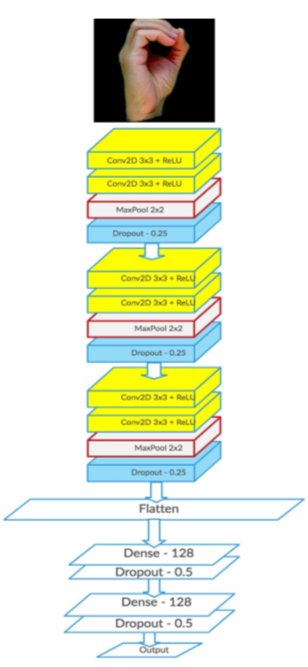 Conv2D 3x3 + ReLU
Conv2D 3x3 + ReLU
MaxPool 2x2
Dropout - 0.25
Conv2D 3x3 + ReLU
Conv2D 3x3 + ReLU
MaxPool 2x2
Dropout - 0.25
Conv2D 3x3 + ReLU
Conv2D 3x3 + ReLU
MaxPool 2x2
Dropout - 0.25
Flatten
Dense - 128
Dropout - 0.5
Dense - 128
Dropout - 0.5
Output